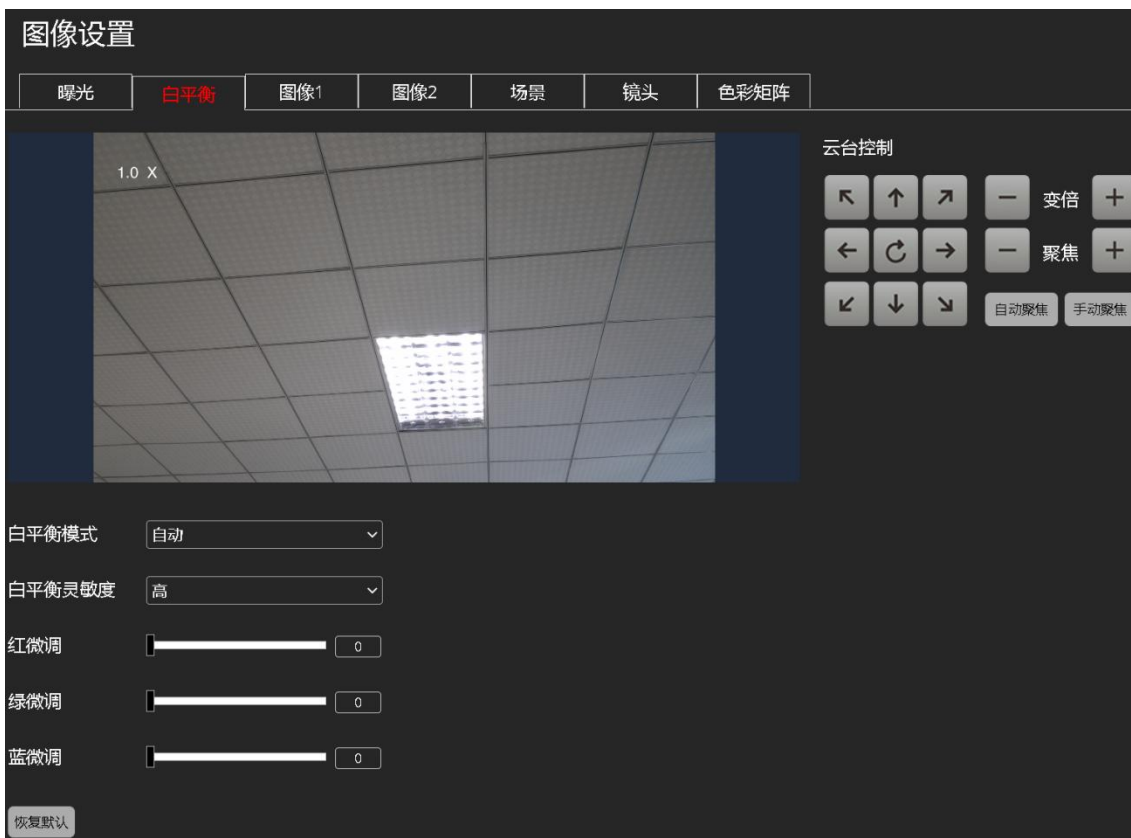 图像设置
曝光 白平衡 图像1 图像2 场景 镜头 色彩矩阵
1.0 X
云台控制
变倍
聚焦
自动聚焦 手动聚焦
白平衡模式 自动
白平衡灵敏度 高
红微调 0
绿微调 0
蓝微调 0
恢复默认